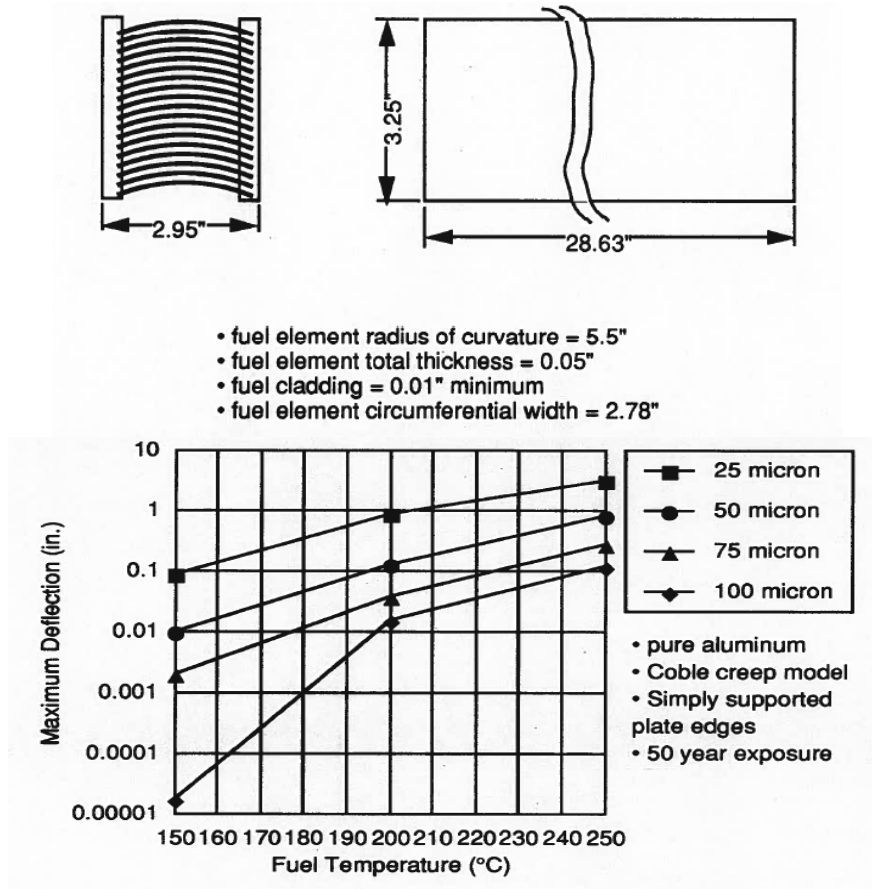 3.25"
2.95"
28.63"
• fuel element radius of curvature = 5.5"
• fuel element total thickness = 0.05"
• fuel cladding = 0.01" minimum
• fuel element circumferential width = 2.78"
10
1
0.1
0.01
0.001
0.0001
0.00001
Maximum Deflection (in.)
150 160 170 180 190 200 210 220 230 240 250
Fuel Temperature (°C)
25 micron
50 micron
75 micron
100 micron
• pure aluminum
• Coble creep model
• Simply supported
plate edges
• 50 year exposure